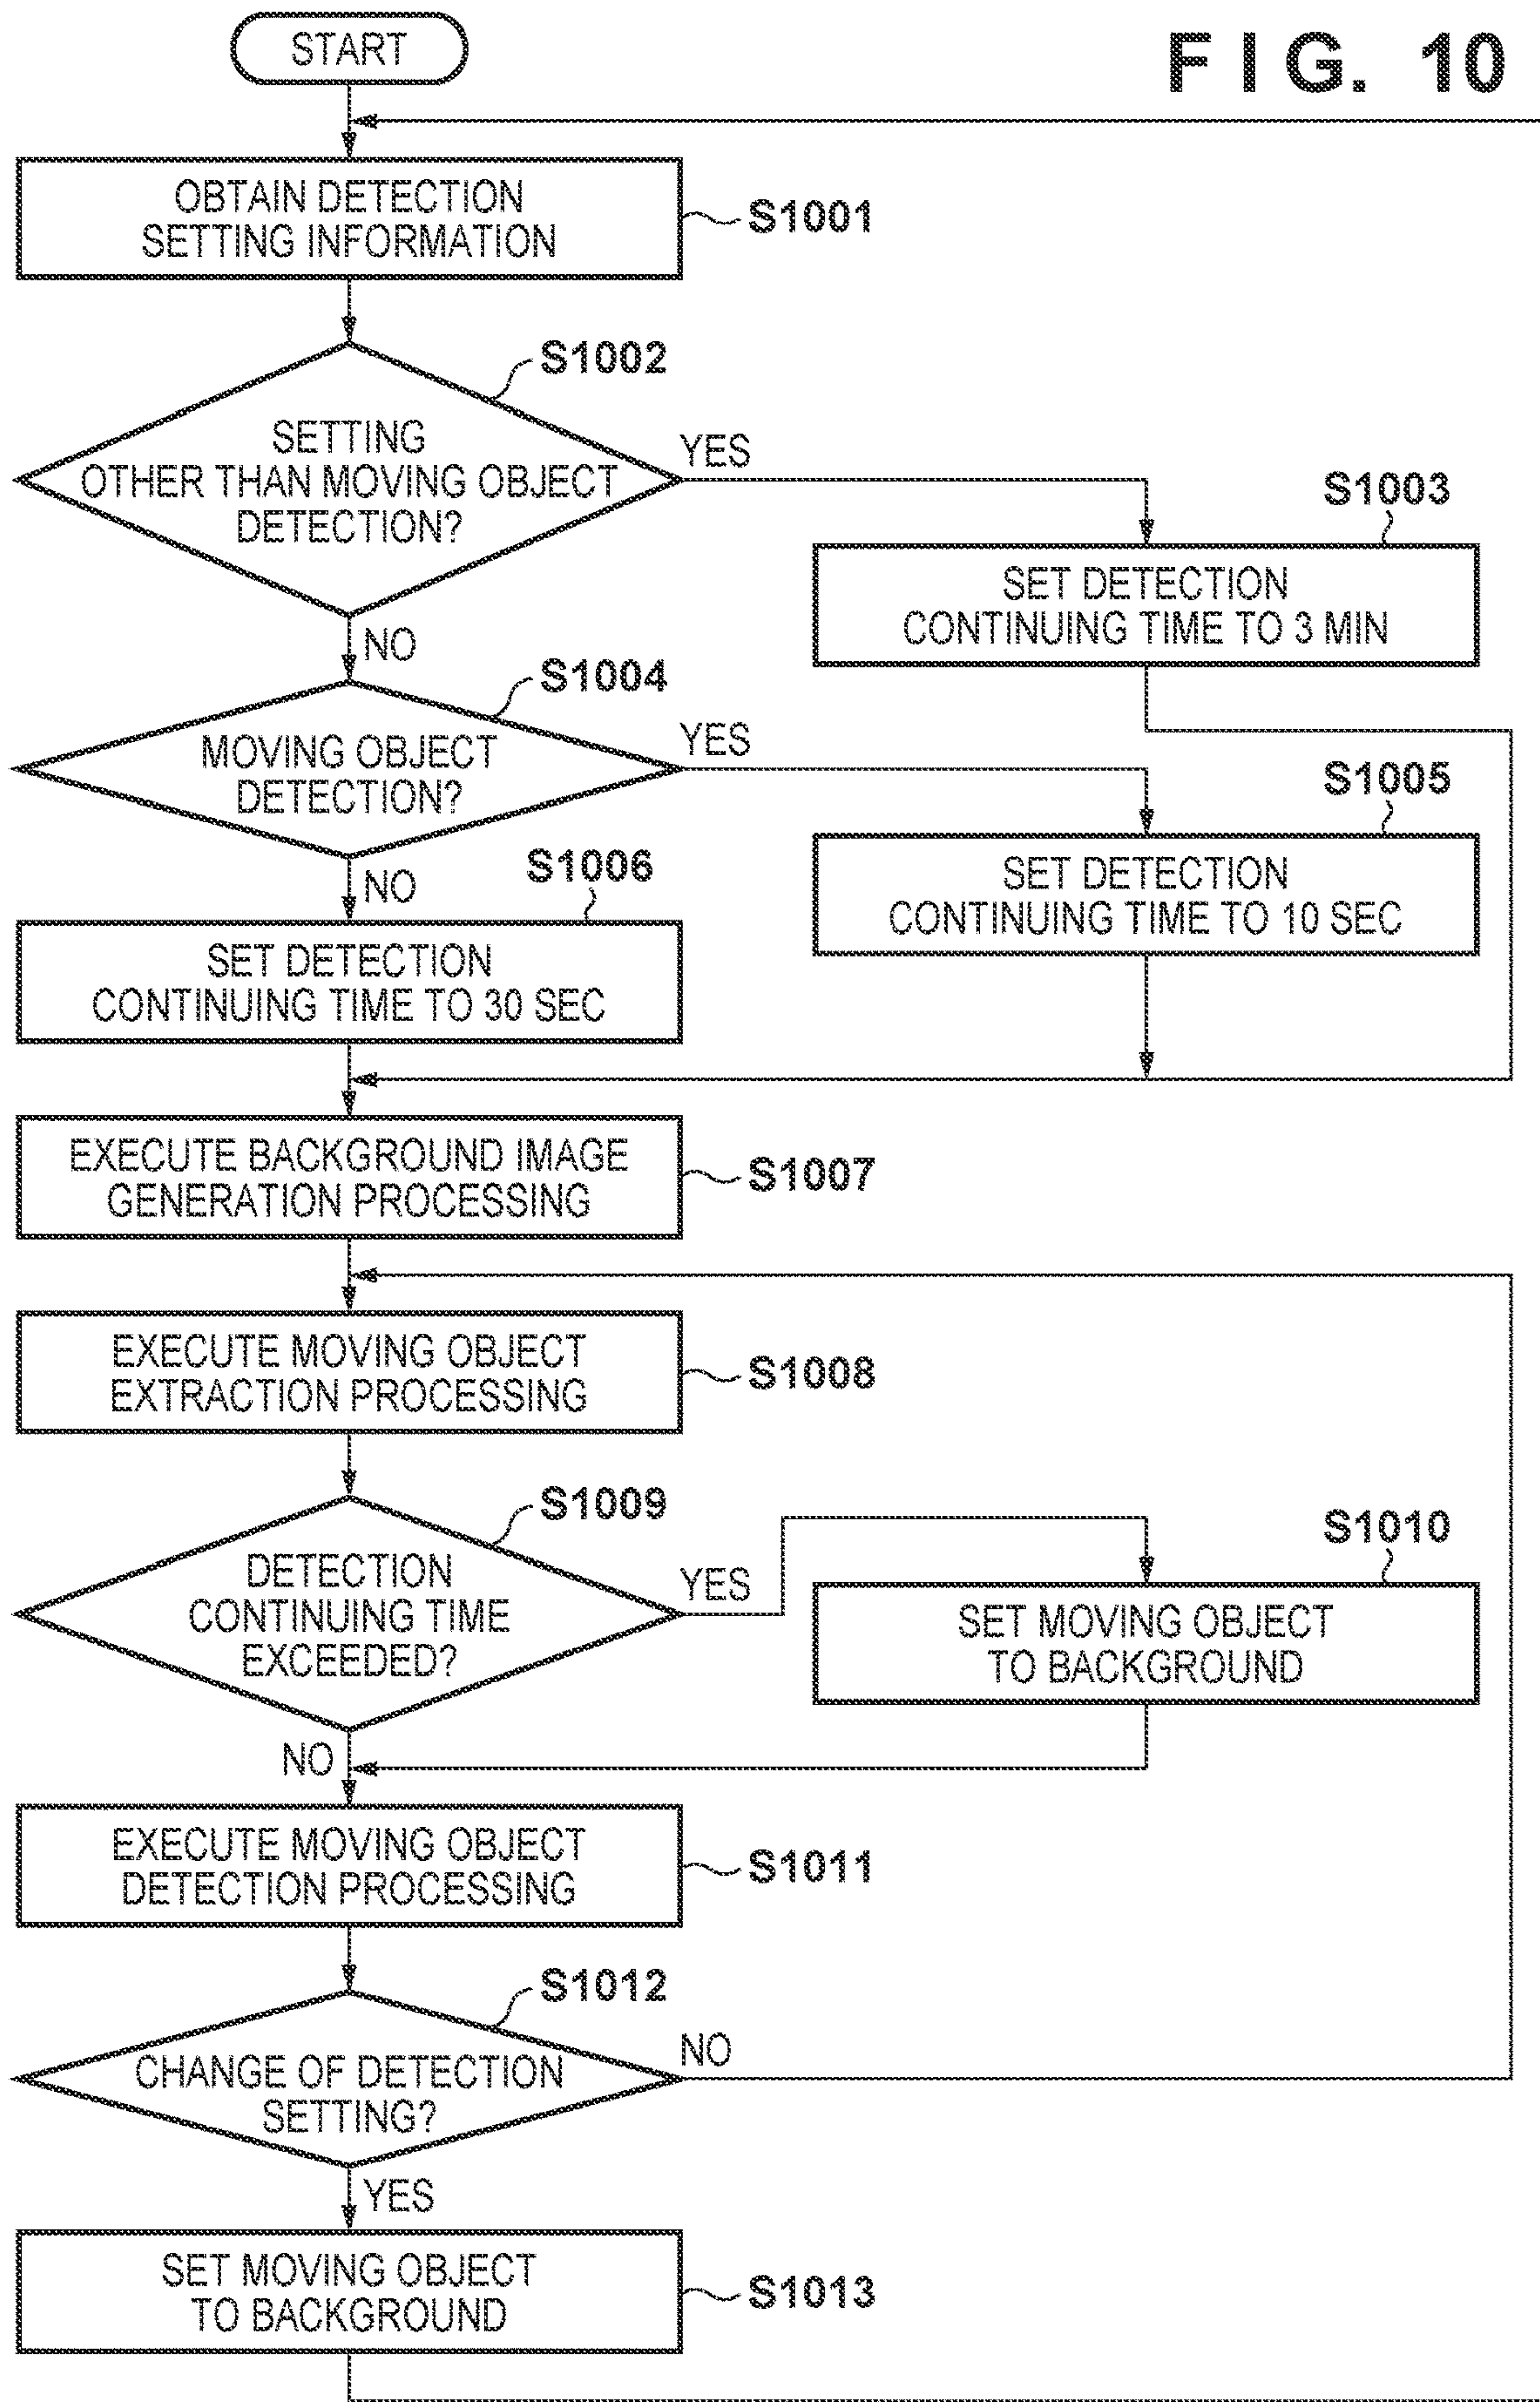 START
F I G. 10
OBTAIN DETECTION
SETTING INFORMATION
S1001
S1002
SETTING
OTHER THAN MOVING OBJECT
DETECTION?
YES
NO
S1003
SET DETECTION
CONTINUING TIME TO 3 MIN
S1004
MOVING OBJECT
DETECTION?
YES
NO
S1005
SET DETECTION
CONTINUING TIME TO 10 SEC
S1006
SET DETECTION
CONTINUING TIME TO 30 SEC
EXECUTE BACKGROUND IMAGE
GENERATION PROCESSING
S1007
EXECUTE MOVING OBJECT
EXTRACTION PROCESSING
S1008
S1009
DETECTION
CONTINUING TIME
EXCEEDED?
YES
NO
S1010
SET MOVING OBJECT
TO BACKGROUND
EXECUTE MOVING OBJECT
DETECTION PROCESSING
S1011
S1012
CHANGE OF DETECTION
SETTING?
NO
YES
SET MOVING OBJECT
TO BACKGROUND
S1013